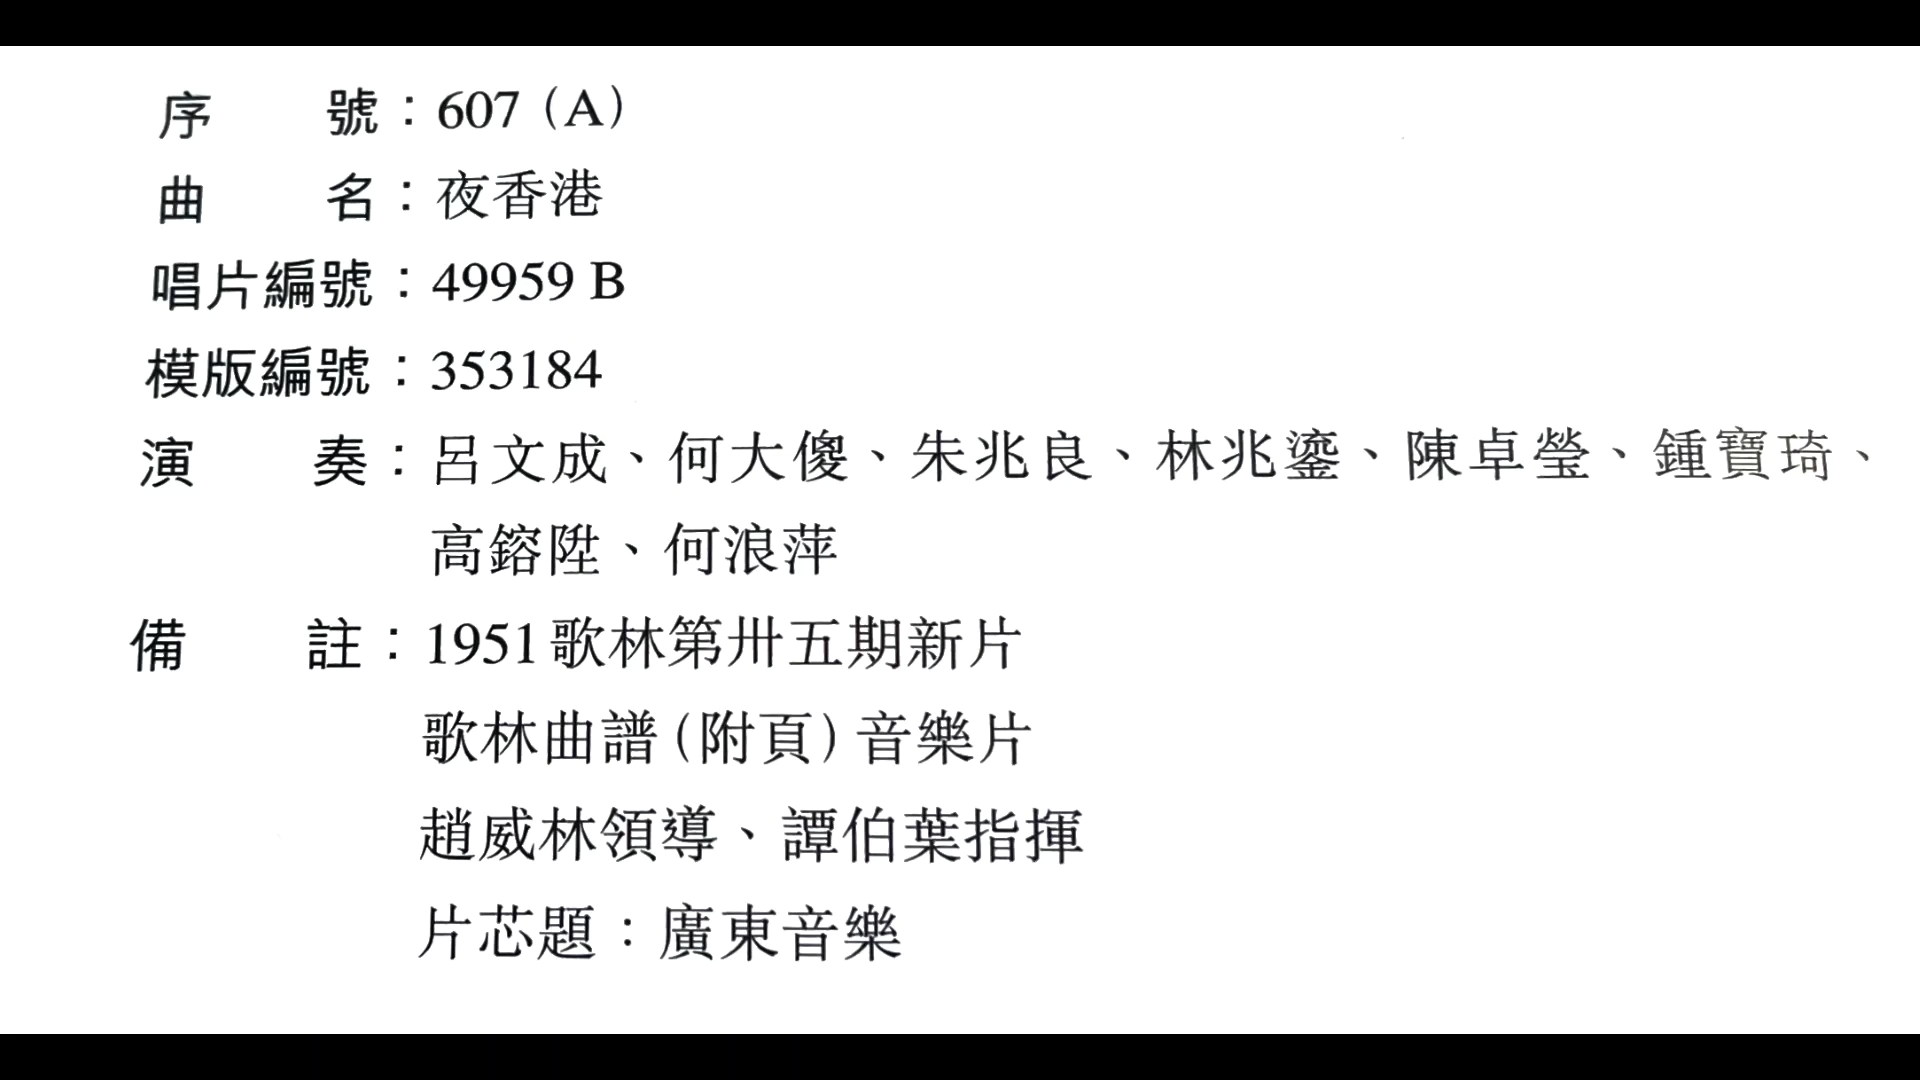 序　　號：607（A）
曲　　名：夜香港
唱片編號：49959 B
模版編號：353184
演　　奏：呂文成、何大傻、朱兆良、林兆鎏、陳卓瑩、鍾寶琦、
高鎔陞、何浪萍
備　　註：1951歌林第卅五期新片
歌林曲譜（附頁）音樂片
趙威林領導、譚伯葉指揮
片芯題：廣東音樂